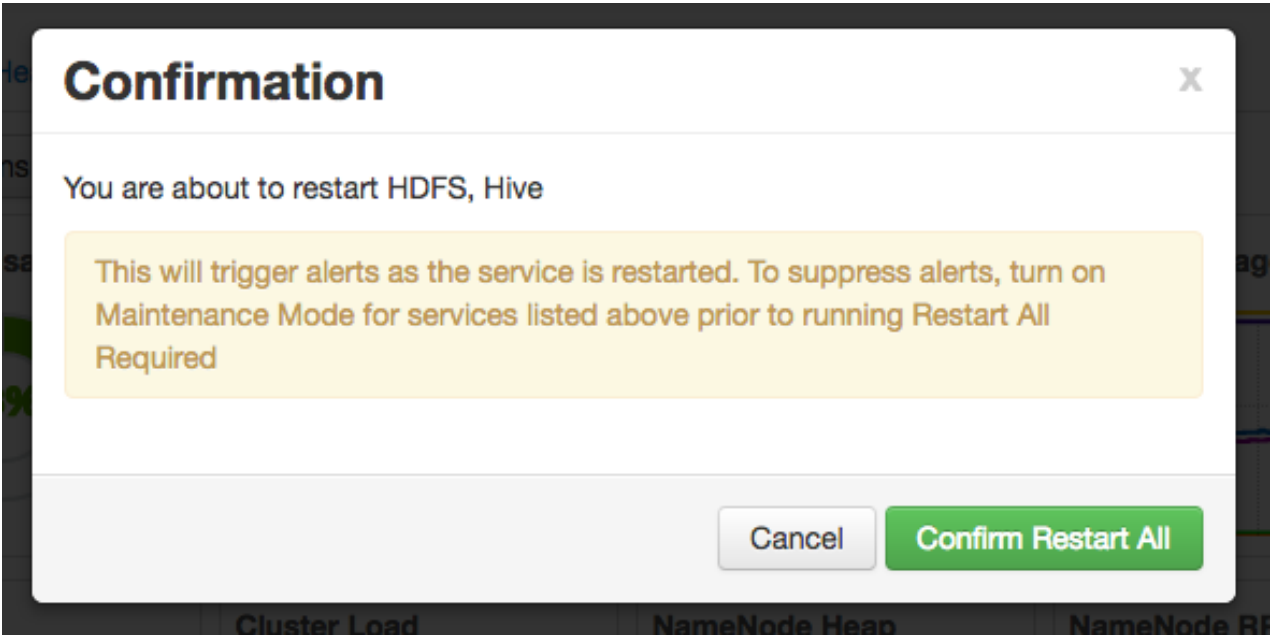 Confirmation
x
You are about to restart HDFS, Hive
This will trigger alerts as the service is restarted. To suppress alerts, turn on
Maintenance Mode for services listed above prior to running Restart All
Required
Cancel
Confirm Restart All
Cluster Load
NameNode Heap
NameNode